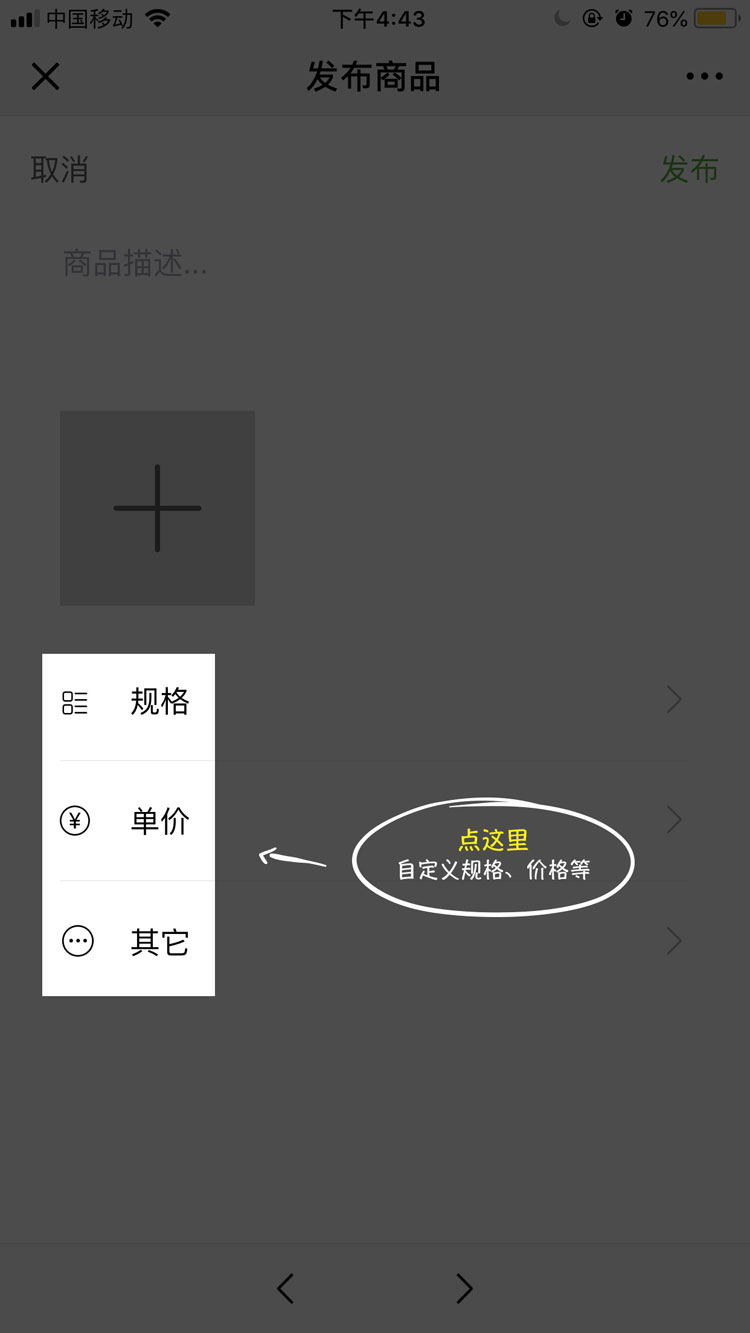 中国移动
下午4:43
76%
发布商品
取消
发布
商品描述...
规格
¥
单价
点这里
自定义规格、价格等
其它